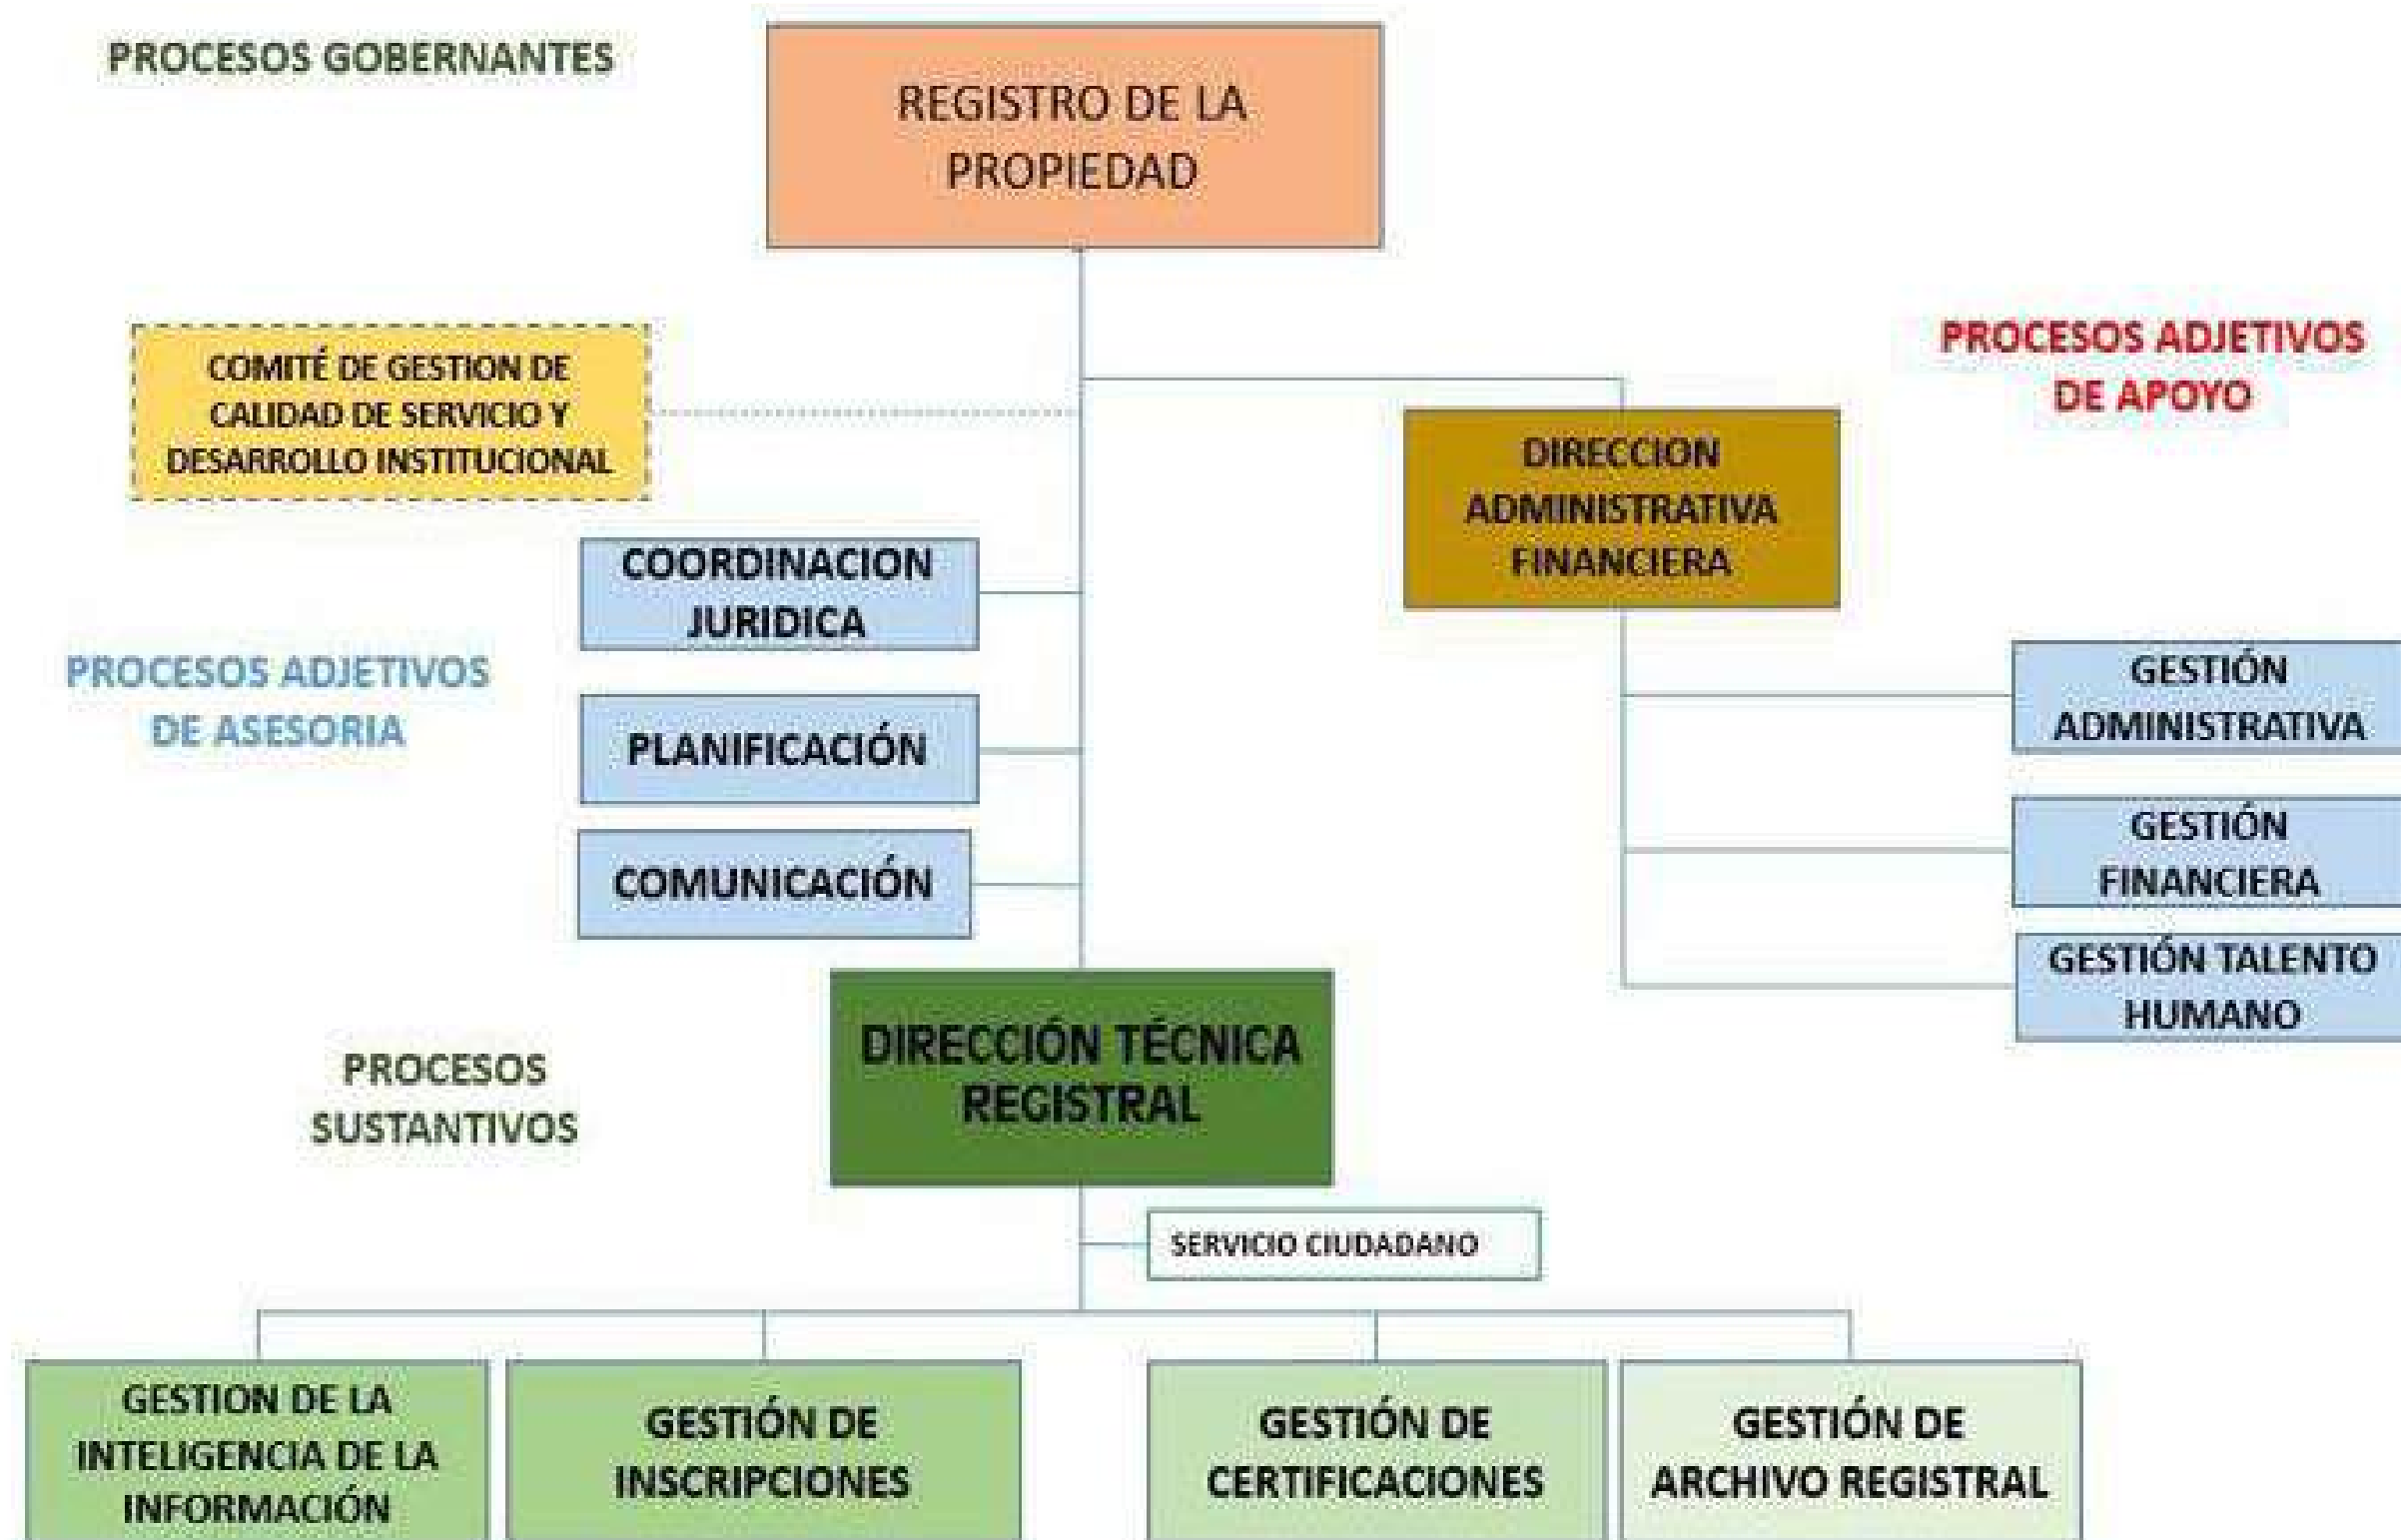 PROCESOS GOBERNANTES
REGISTRO DE LA
PROPIEDAD
COMITÉ DE GESTION DE
CALIDAD DE SERVICIO Y
DESARROLLO INSTITUCIONAL
PROCESOS ADJETIVOS
DE APOYO
DIRECCION
ADMINISTRATIVA
FINANCIERA
COORDINACION
JURIDICA
PROCESOS ADJETIVOS
DE ASESORIA
PLANIFICACIÓN
COMUNICACIÓN
GESTIÓN
ADMINISTRATIVA
GESTIÓN
FINANCIERA
GESTIÓN TALENTO
HUMANO
PROCESOS
SUSTANTIVOS
DIRECCIÓN TÉCNICA
REGISTRAL
SERVICIO CIUDADANO
GESTION DE LA
INTELIGENCIA DE LA
INFORMACIÓN
GESTIÓN DE
INSCRIPCIONES
GESTIÓN DE
CERTIFICACIONES
GESTIÓN DE
ARCHIVO REGISTRAL